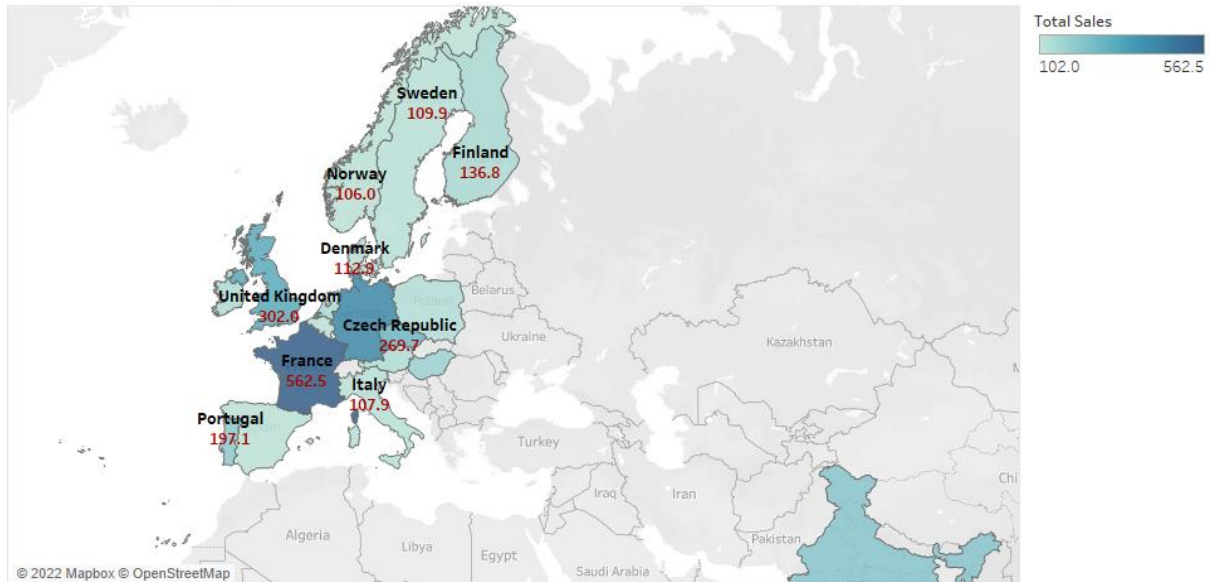 Total Sales
102.0 562.5
Sweden
109.9
Finland
136.8
Norway
106.0
Denmark
112.9
United Kingdom
302.0
Poland
Belarus
Czech Republic
269.7
Ukraine
Kazakhstan
France
562.5
Italy
107.9
Portugal
197.1
Turkey
Iraq
Iran
Algeria
Libya
Egypt
Pakistan
Saudi Arabia
Chi
© 2022 Mapbox © OpenStreetMap